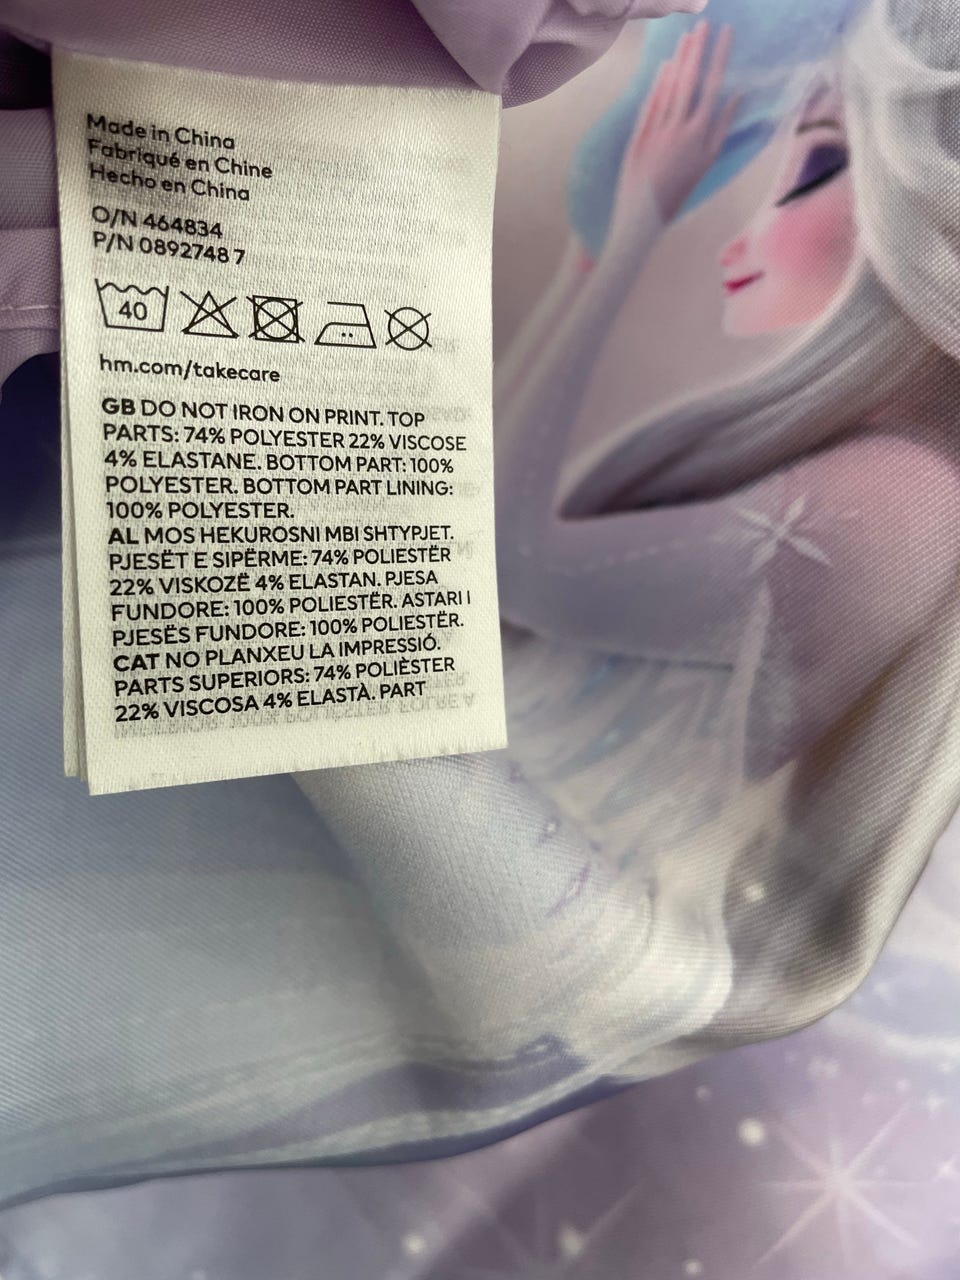 Made in China
Fabriqué en Chine
Hecho en China
O/N 464834
P/N 0892748 7
40
hm.com/takecare
GB DO NOT IRON ON PRINT. TOP
PARTS: 74% POLYESTER 22% VISCOSE
4% ELASTANE. BOTTOM PART: 100%
POLYESTER. BOTTOM PART LINING:
100% POLYESTER.
AL MOS HEKUROSNI MBI SHTYPJET.
PJESËT E SIPËRME: 74% POLIESTËR
22% VISKOZË 4% ELASTAN. PJESA
FUNDORE: 100% POLIESTËR. ASTARI I
PJESËS FUNDORE: 100% POLIESTËR.
CAT NO PLANXEU LA IMPRESSIÓ.
PARTS SUPERIORS: 74% POLIÈSTER
22% VISCOSA 4% ELASTÀ. PART